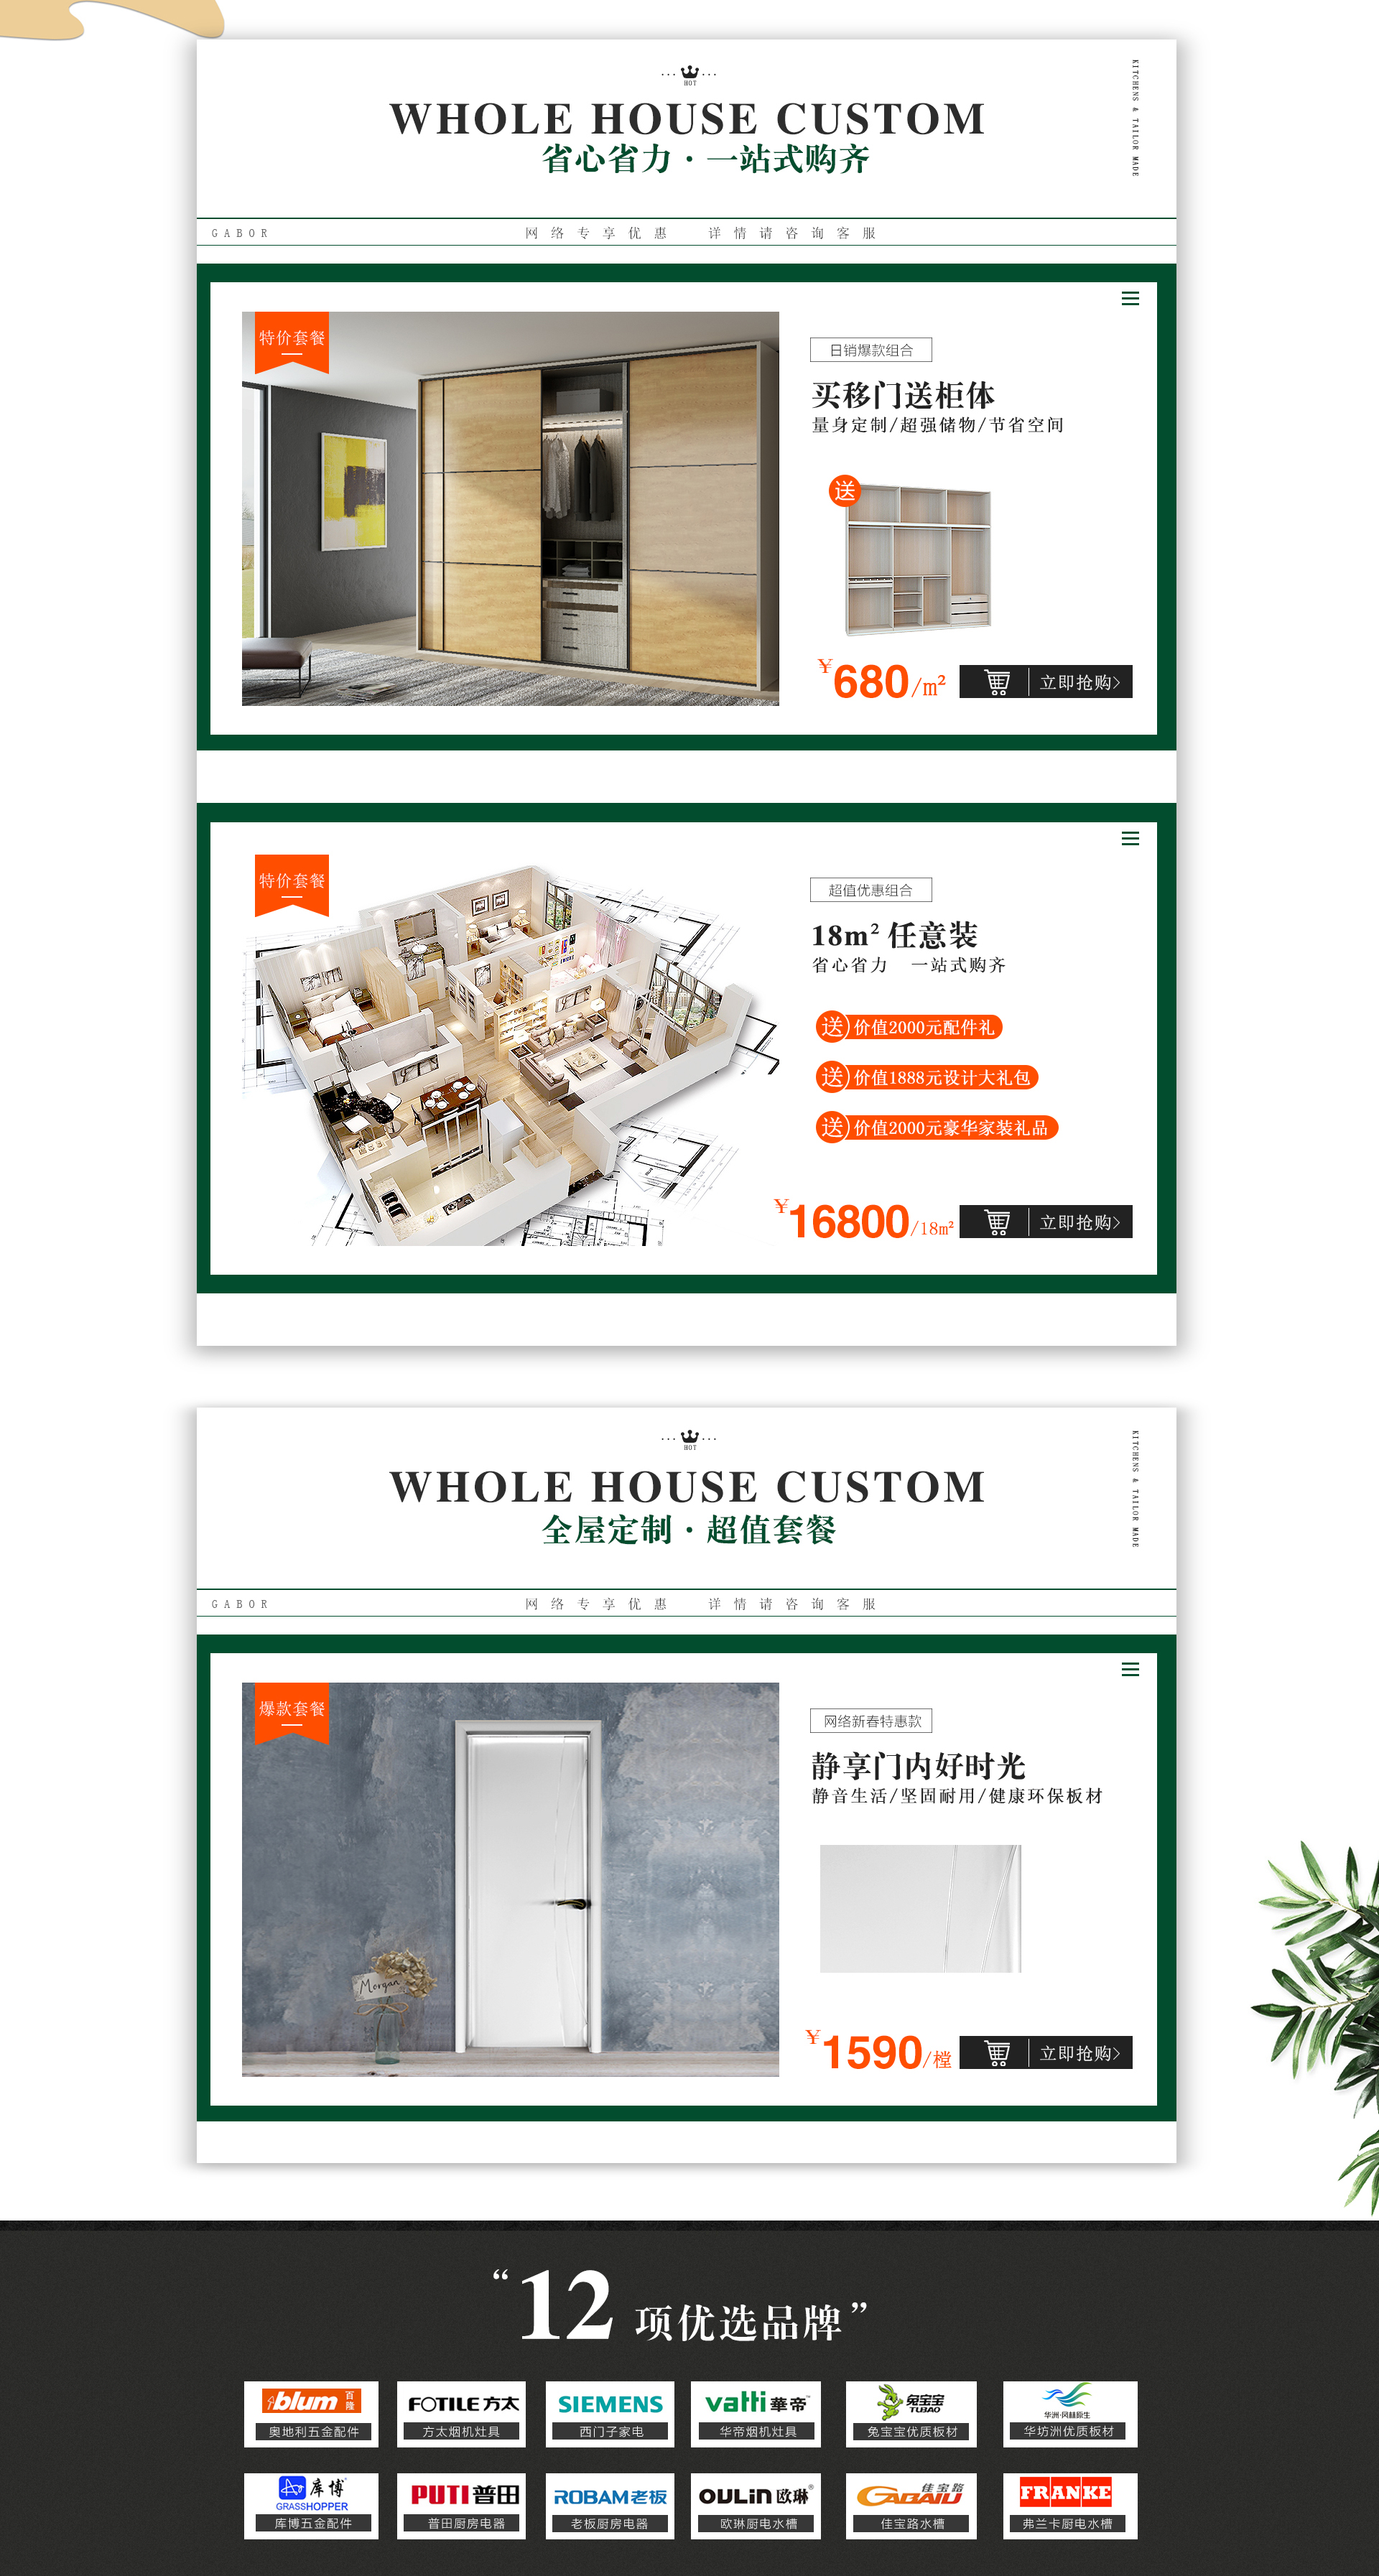 HOT
WHOLE HOUSE CUSTOM
省心省力·一站式购齐
KITCHENS & TAILOR MADE
GABOR
网络专享优惠 详情请咨询客服
特价套餐
日销爆款组合
买移门送柜体
量身定制/超强储物/节省空间
送
¥680/m²
立即抢购>
特价套餐
超值优惠组合
18m² 任意装
省心省力 一站式购齐
送 价值2000元配件礼
送 价值1888元设计大礼包
送 价值2000元豪华家装礼品
¥16800/18m²
立即抢购>
HOT
WHOLE HOUSE CUSTOM
全屋定制·超值套餐
KITCHENS & TAILOR MADE
GABOR
网络专享优惠 详情请咨询客服
爆款套餐
网络新春特惠款
静享门内好时光
静音生活/坚固耐用/健康环保板材
Morgan
¥1590/樘
立即抢购>
“12 项优选品牌”
blum 百隆
奥地利五金配件
FOTILE 方太
方太烟机灶具
SIEMENS
西门子家电
vatti 華帝
华帝烟机灶具
兔宝宝
TUBAO
兔宝宝优质板材
华洲·风林原生
华坊洲优质板材
库博
GRASSHOPPER
库博五金配件
PUTI 普田
普田厨房电器
ROBAM 老板
老板厨房电器
OULIN 欧琳
欧琳厨电水槽
佳宝路
GABALU
佳宝路水槽
FRANKE
弗兰卡厨电水槽